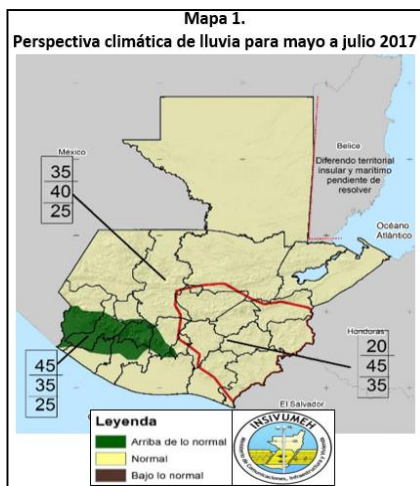 Mapa 1.
Perspectiva climática de lluvia para mayo a julio 2017
México
Belice
Diferendo territorial
insular y marítimo
pendiente de
resolver
35
40
25
Océano
Atlántico
Honduras
20
45
35
45
35
25
El Salvador
Leyenda
Arriba de lo normal
Normal
Bajo lo normal
INSIVUMEH